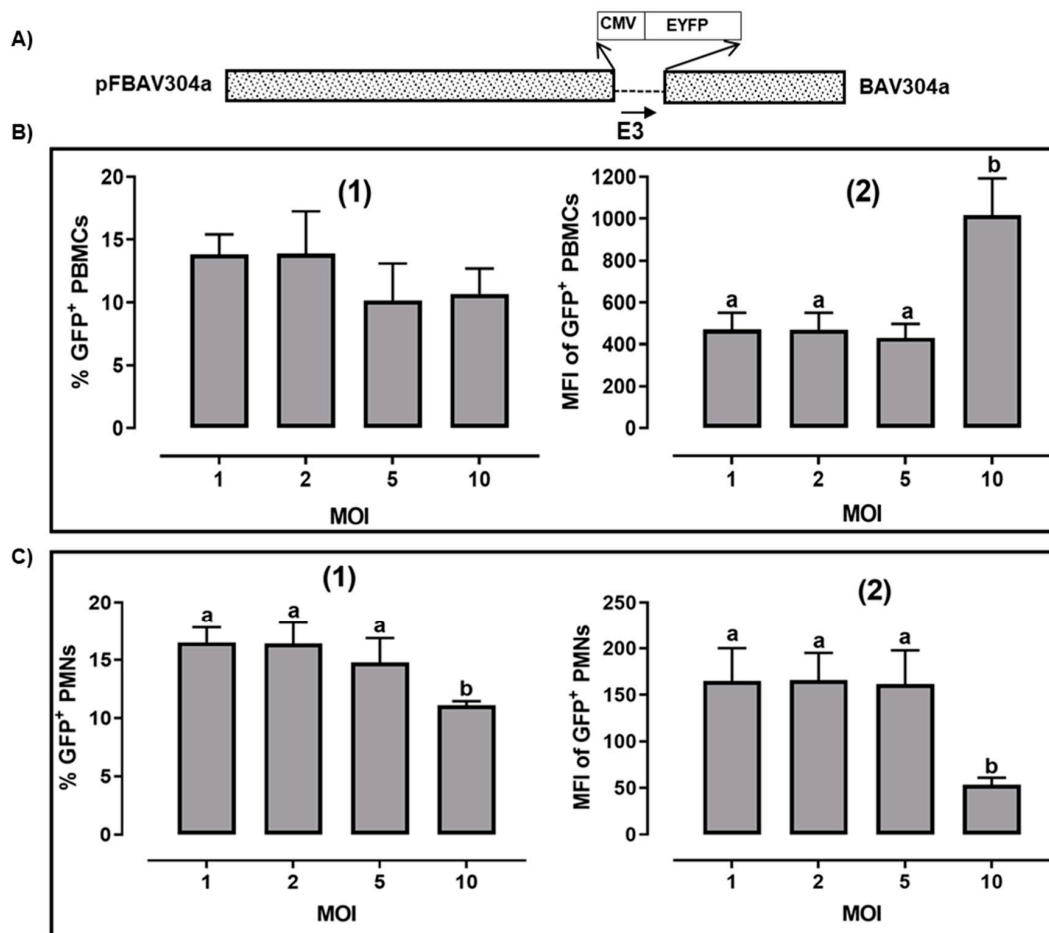 A)
CMV EYFP
pFBAV304a BAV304a
E3
B)
(1)
% GFP+ PBMCs
20
15
10
5
0
1 2 5 10
MOI
(2)
MFI of GFP+ PBMCs
1200
1000
800
600
400
200
0
a a a b
1 2 5 10
MOI
C)
(1)
% GFP+ PMNs
20
15
10
5
0
a a a b
1 2 5 10
MOI
(2)
MFI of GFP+ PMNs
250
200
150
100
50
0
a a a b
1 2 5 10
MOI